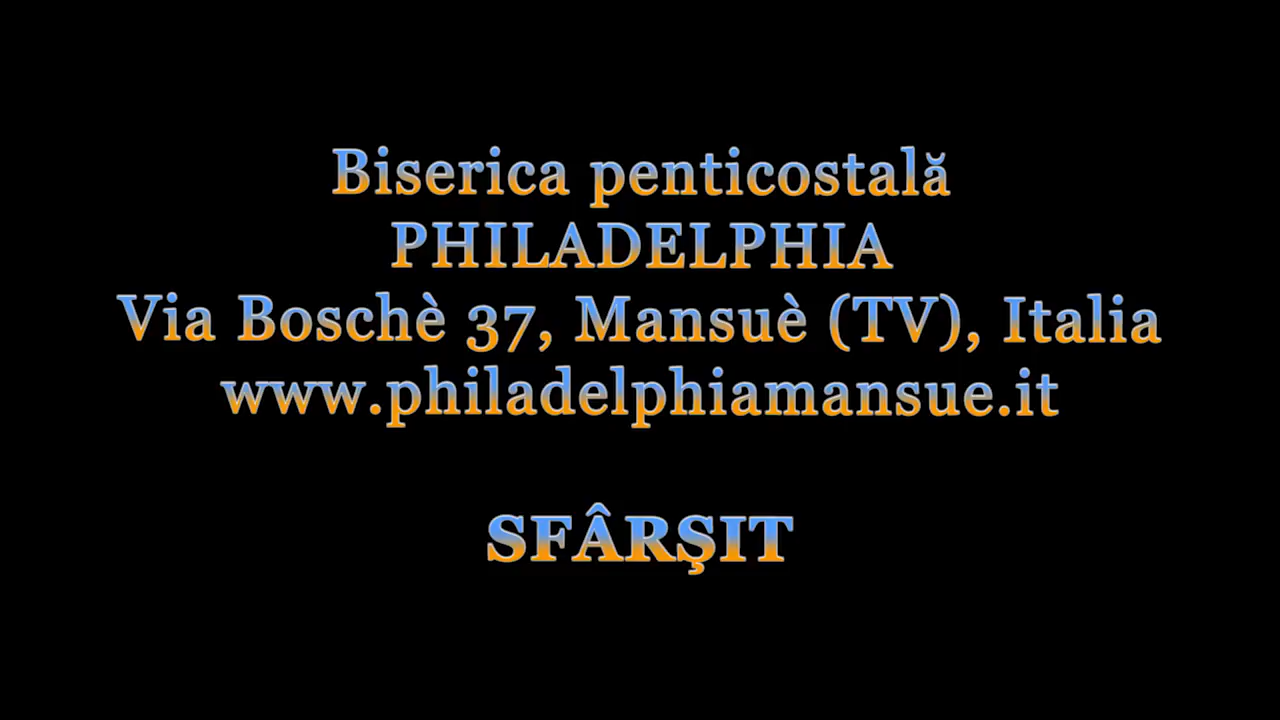 Biserica penticostală
PHILADELPHIA
Via Boschè 37, Mansuè (TV), Italia
www.philadelphiamansue.it
SFÂRŞIT